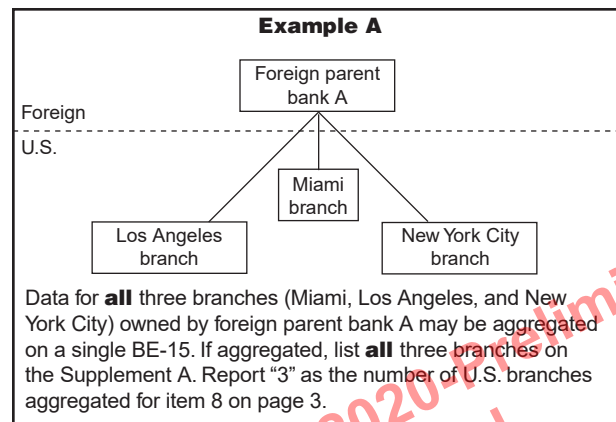 Example A
Foreign parent
bank A
Foreign
U.S.
Miami
branch
Los Angeles
branch
New York City
branch
Data for all three branches (Miami, Los Angeles, and New
York City) owned by foreign parent bank A may be aggregated
on a single BE-15. If aggregated, list all three branches on
the Supplement A. Report “3” as the number of U.S. branches
aggregated for item 8 on page 3.
2020-Prelimi